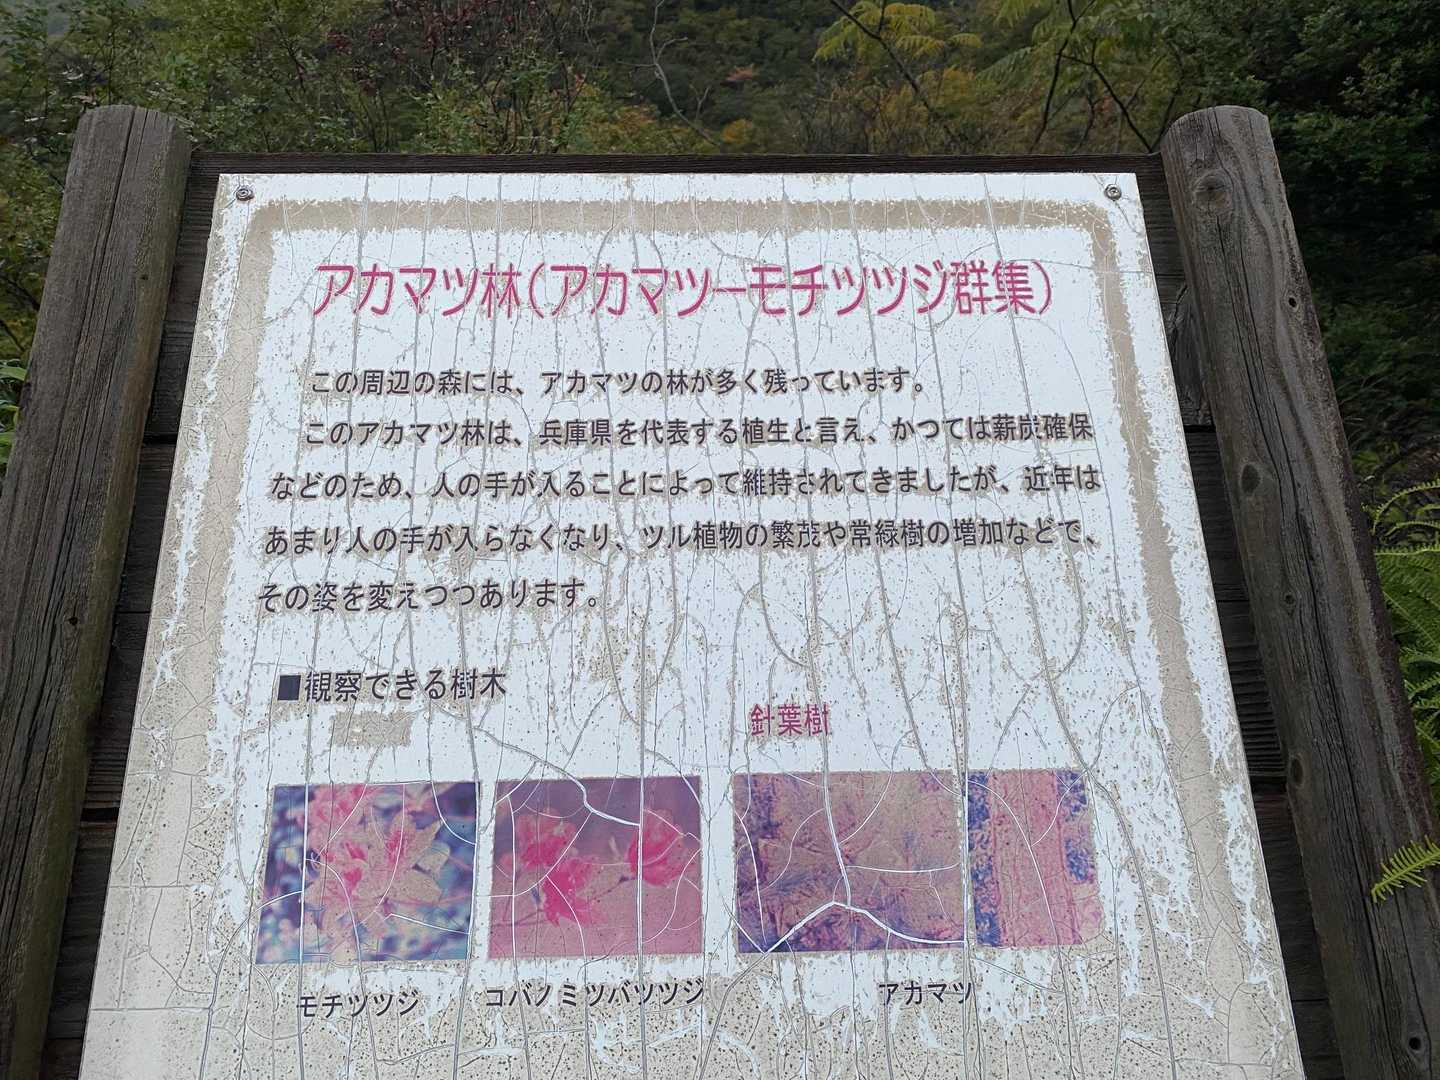 アカマツ林(アカマツーモチツツジ群集)
この周辺の森には、アカマツの林が多く残っています。
このアカマツ林は、兵庫県を代表する植生と言え、かつては薪炭確保
などのため、人の手が入ることによって維持されてきましたが、近年は
あまり人の手が入らなくなり、ツル植物の繁茂や常緑樹の増加などで、
その姿を変えつつあります。
■観察できる樹木
針葉樹
モチツツジ
コバノミツバツツジ
アカマツ